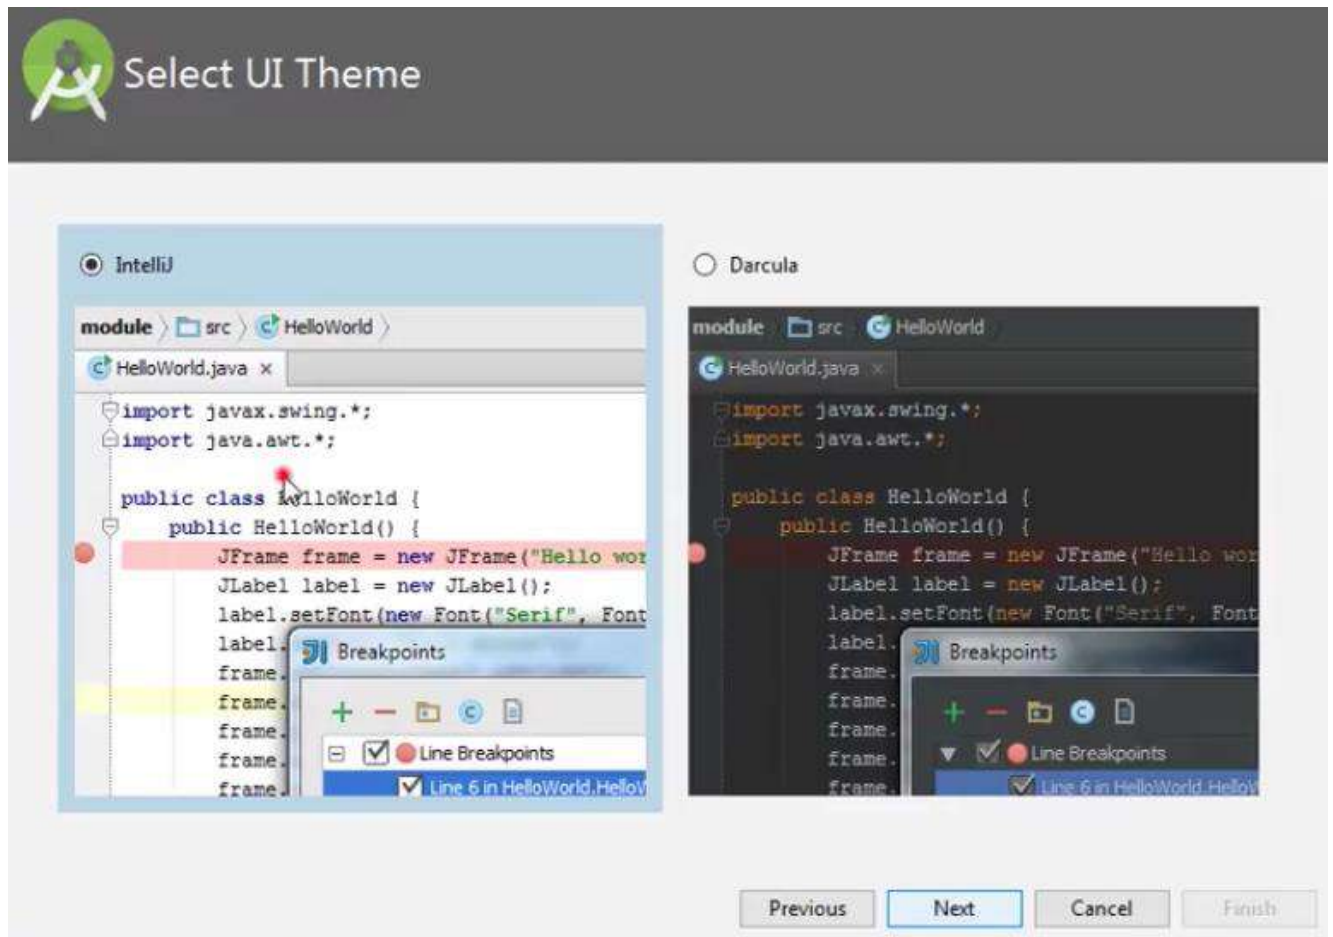 Select UI Theme
IntelliJ
module src HelloWorld
HelloWorld.java ×
import javax.swing.*;
import java.awt.*;
public class HelloWorld {
public HelloWorld() {
JFrame frame = new JFrame("Hello wor
JLabel label = new JLabel();
label.setFont(new Font("Serif", Font
label.
frame.
frame.
frame.
frame.
frame.
Breakpoints
Line Breakpoints
Line 6 in HelloWorld.HelloW
Darcula
module src HelloWorld
HelloWorld.java ×
import javax.swing.*;
import java.awt.*;
public class HelloWorld {
public HelloWorld() {
JFrame frame = new JFrame("Hello wor
JLabel label = new JLabel();
label.setFont(new Font("Serif", Font
label.
frame.
frame.
frame.
frame.
frame.
Breakpoints
Line Breakpoints
Line 6 in HelloWorld.HelloW
Previous Next Cancel Finish